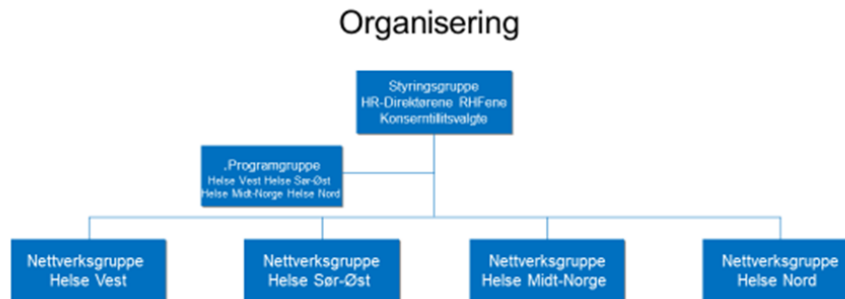 Organisering
Styringsgruppe
HR-Direktørene RHFene
Konserntillitsvalgte
.Programgruppe
Helse Vest Helse Sør-Øst
Helse Midt-Norge Helse Nord
Nettverksgruppe
Helse Vest
Nettverksgruppe
Helse Sør-Øst
Nettverksgruppe
Helse Midt-Norge
Nettverksgruppe
Helse Nord